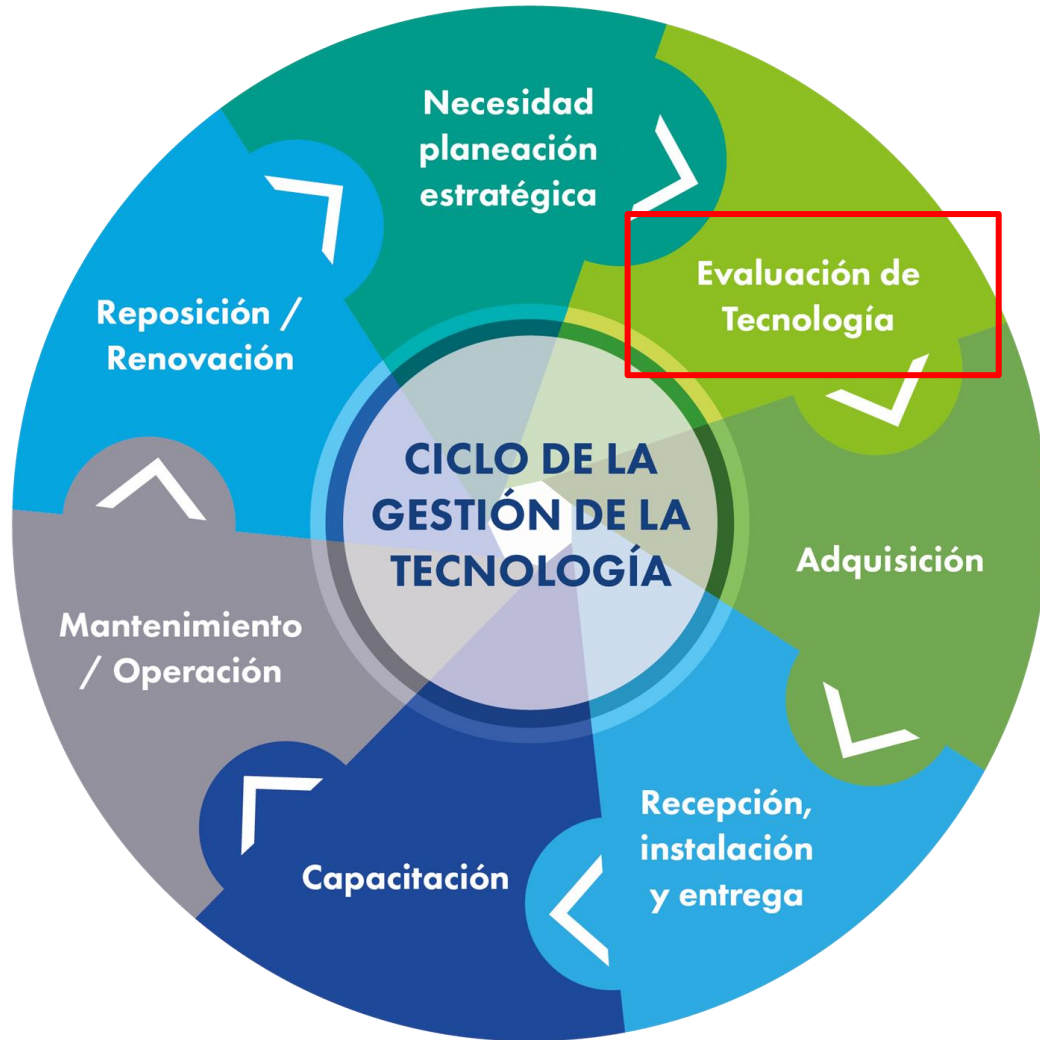 Necesidad
planeación
estratégica
Evaluación de
Tecnología
Adquisición
Recepción,
instalación
y entrega
Capacitación
Mantenimiento
/ Operación
Reposición /
Renovación
CICLO DE LA
GESTIÓN DE LA
TECNOLOGÍA